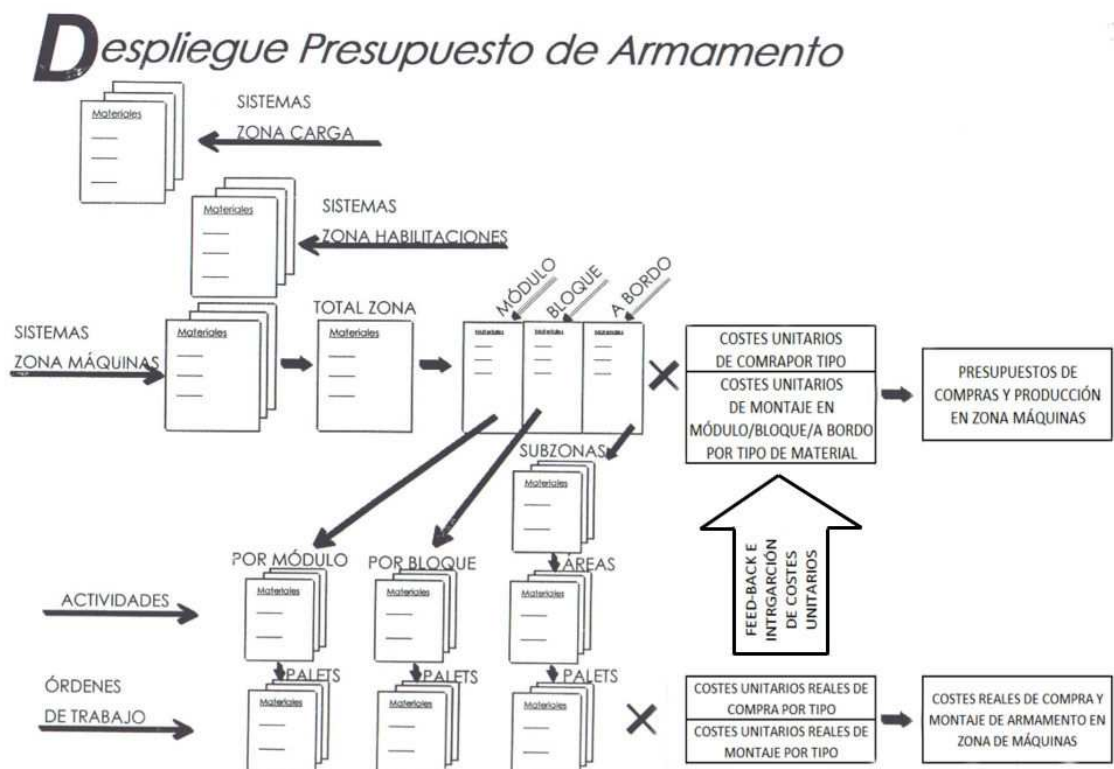 Despliegue Presupuesto de Armamento
Materiales
SISTEMAS
ZONA CARGA
Materiales
SISTEMAS
ZONA HABILITACIONES
SISTEMAS
ZONA MÁQUINAS
Materiales
TOTAL ZONA
Materiales
MÓDULO
BLOQUE
A BORDO
Materiales
Materiales
Materiales
COSTES UNITARIOS
DE COMRAPOR TIPO
COSTES UNITARIOS
DE MONTAJE EN
MÓDULO/BLOQUE/A BORDO
POR TIPO DE MATERIAL
PRESUPUESTOS DE
COMPRAS Y PRODUCCIÓN
EN ZONA MÁQUINAS
SUBZONAS
Materiales
FEED-BACK E
INTRGARCIÓN
DE COSTES
UNITARIOS
ACTIVIDADES
POR MÓDULO
Materiales
POR BLOQUE
Materiales
ÁREAS
Materiales
ÓRDENES
DE TRABAJO
PALETS
Materiales
PALETS
Materiales
PALETS
Materiales
COSTES UNITARIOS REALES DE
COMPRA POR TIPO
COSTES UNITARIOS REALES DE
MONTAJE POR TIPO
COSTES REALES DE COMPRA Y
MONTAJE DE ARMAMENTO EN
ZONA DE MÁQUINAS